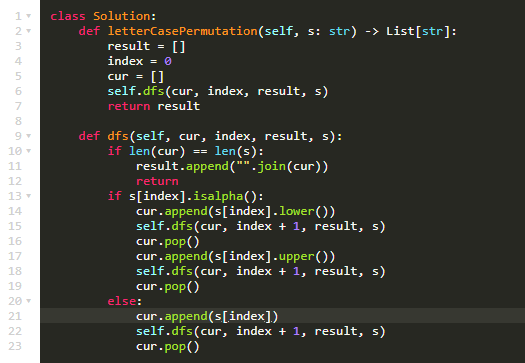 1 class Solution:
2     def letterCasePermutation(self, s: str) -> List[str]:
3         result = []
4         index = 0
5         cur = []
6         self.dfs(cur, index, result, s)
7         return result
8
9     def dfs(self, cur, index, result, s):
10         if len(cur) == len(s):
11             result.append("".join(cur))
12             return
13         if s[index].isalpha():
14             cur.append(s[index].lower())
15             self.dfs(cur, index + 1, result, s)
16             cur.pop()
17             cur.append(s[index].upper())
18             self.dfs(cur, index + 1, result, s)
19             cur.pop()
20         else:
21             cur.append(s[index])
22             self.dfs(cur, index + 1, result, s)
23             cur.pop()